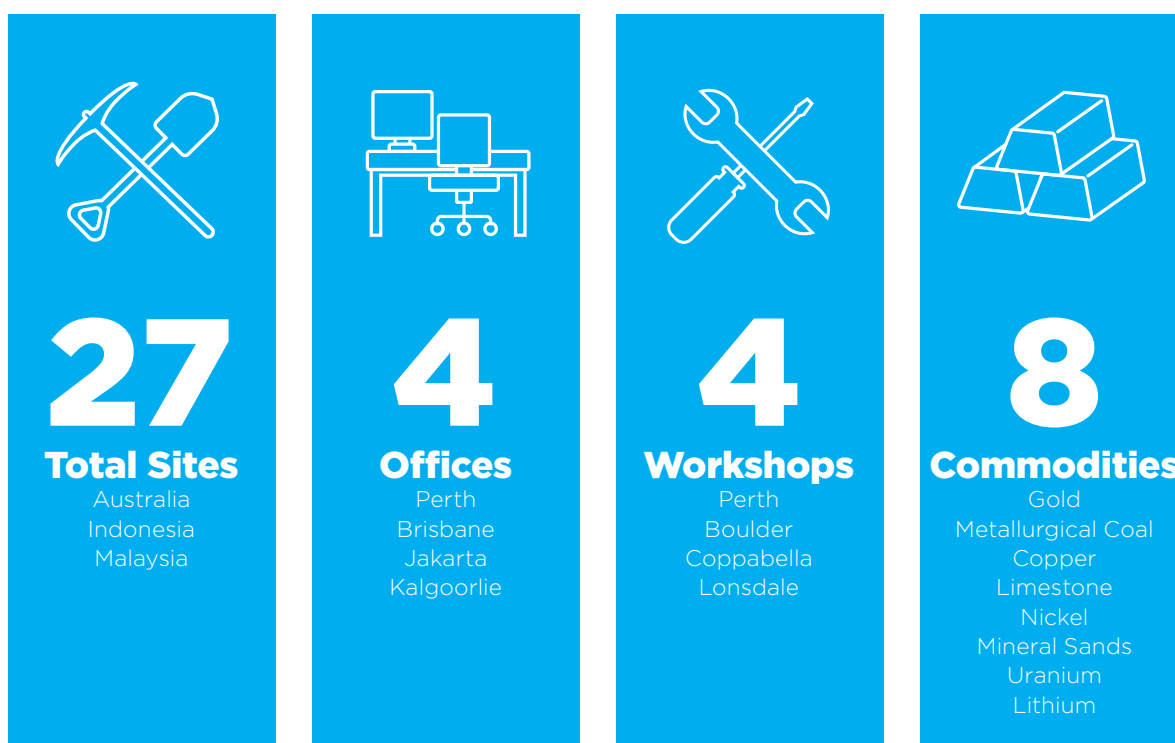 27
Total Sites
Australia
Indonesia
Malaysia
4
Offices
Perth
Brisbane
Jakarta
Kalgoorlie
4
Workshops
Perth
Boulder
Coppabella
Lonsdale
8
Commodities
Gold
Metallurgical Coal
Copper
Limestone
Nickel
Mineral Sands
Uranium
Lithium